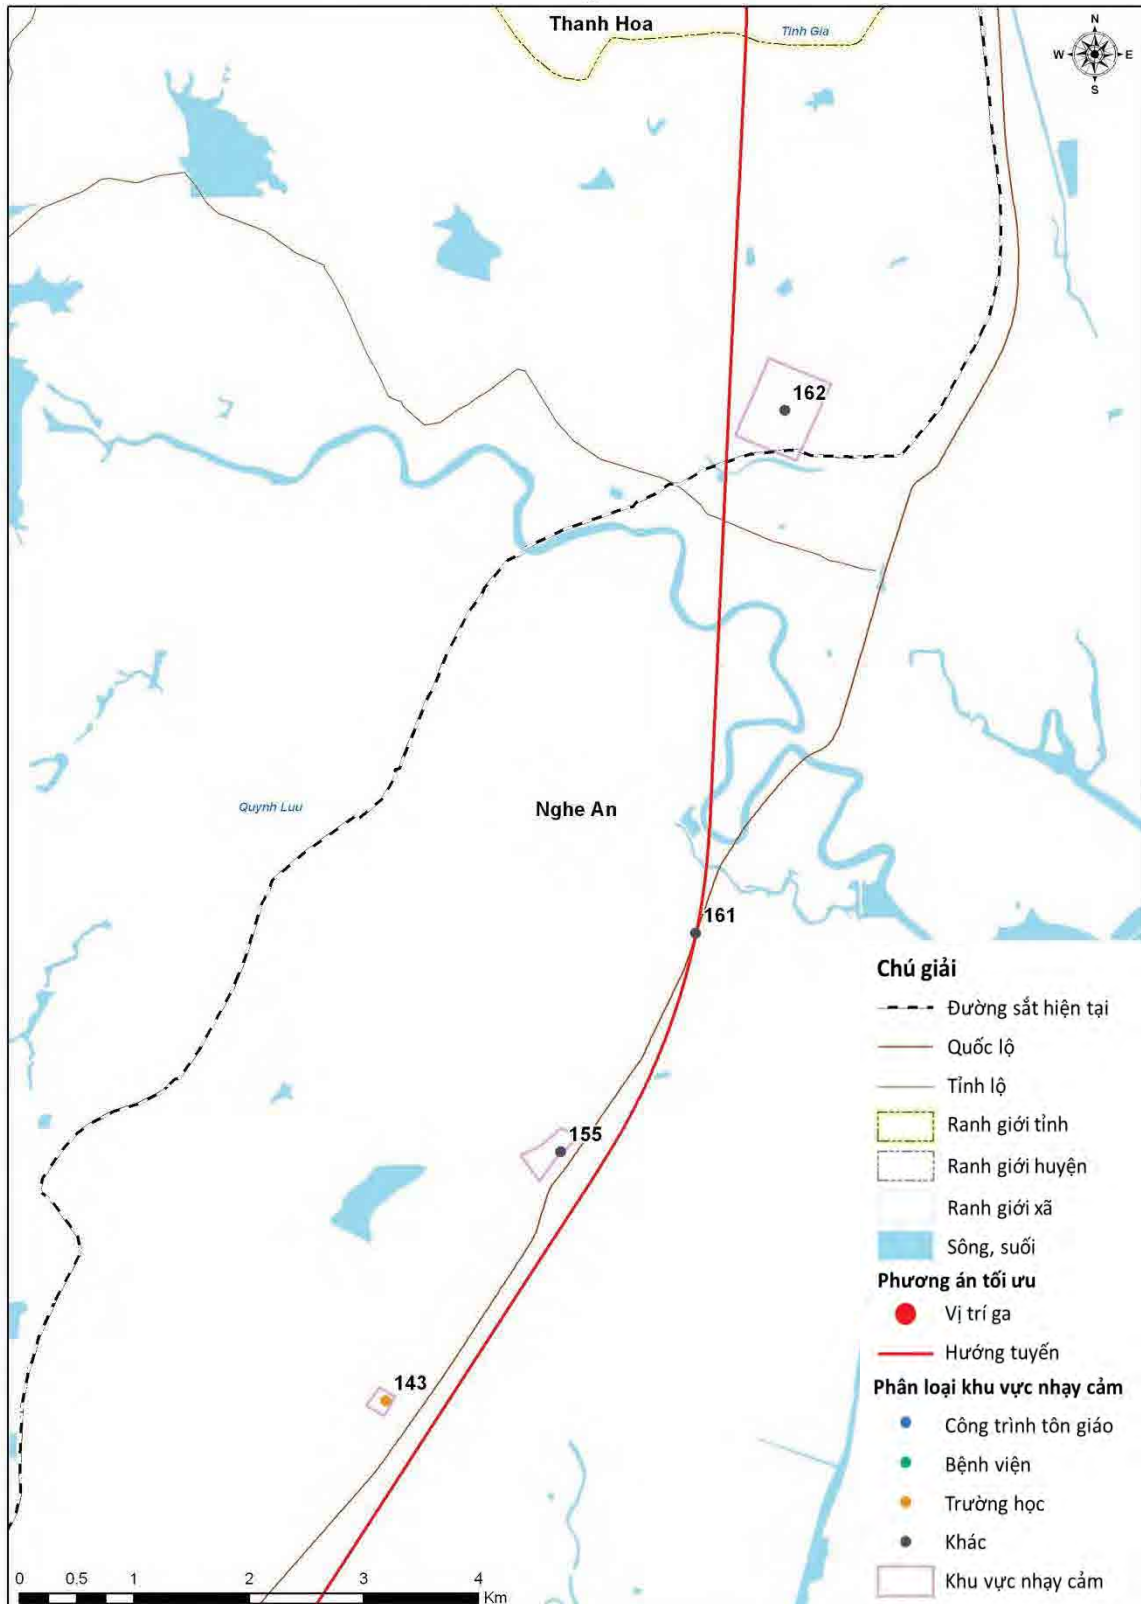 Thanh Hoa
Tinh Gia
N
W
E
S
162
Quynh Luu
Nghe An
161
155
143
Chú giải
Đường sắt hiện tại
Quốc lộ
Tỉnh lộ
Ranh giới tỉnh
Ranh giới huyện
Ranh giới xã
Sông, suối
Phương án tối ưu
Vị trí ga
Hướng tuyến
Phân loại khu vực nhạy cảm
Công trình tôn giáo
Bệnh viện
Trường học
Khác
Khu vực nhạy cảm
0 0.5 1 2 3 4
Km